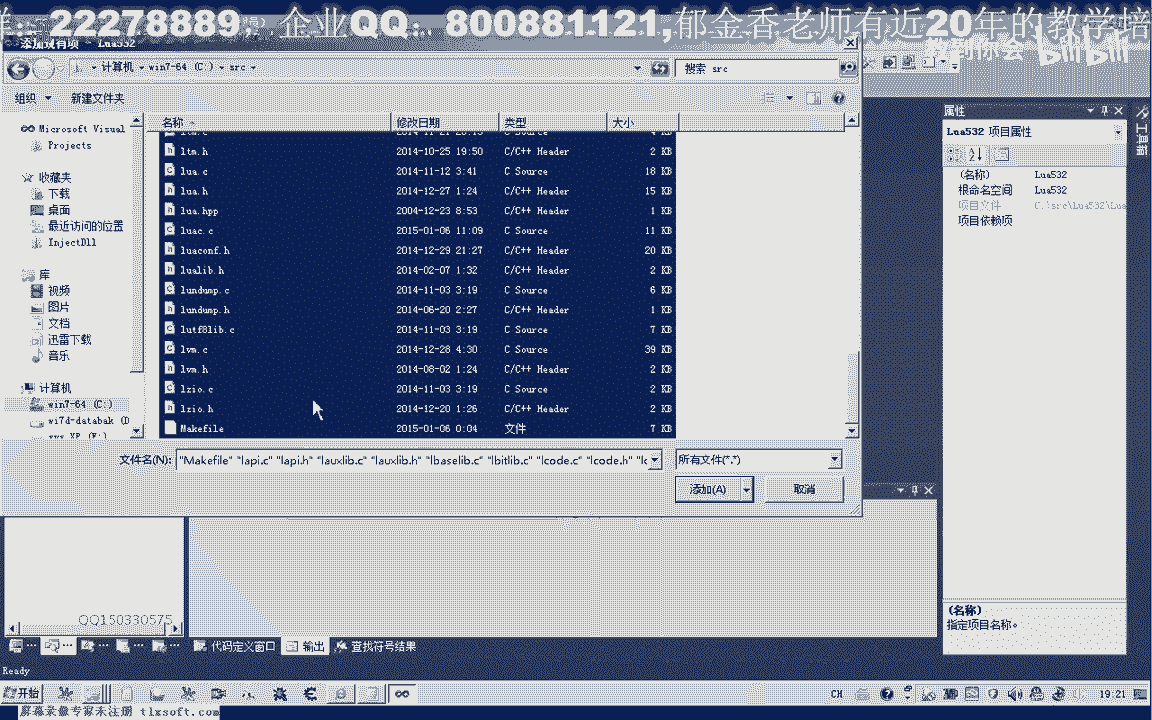 22278889, 企业QQ: 800881121,郁金香老师有近20年的教学培
添加现有项 - Lua532
教到你会 bilibili
计算机 win7-64 (C:) src
搜索 src
组织 新建文件夹
名称 修改日期 类型 大小
ltm.h 2014-10-25 19:50 C/C++ Header 2 KB
lua.c 2014-11-12 3:41 C Source 18 KB
lua.h 2014-12-27 1:24 C/C++ Header 15 KB
lua.hpp 2004-12-23 8:53 C/C++ Header 1 KB
luac.c 2015-01-06 11:09 C Source 11 KB
luaconf.h 2014-12-29 21:27 C/C++ Header 20 KB
lualib.h 2014-02-07 1:32 C/C++ Header 2 KB
lundump.c 2014-11-03 3:19 C Source 6 KB
lundump.h 2014-06-20 2:27 C/C++ Header 1 KB
lutf8lib.c 2014-11-03 3:19 C Source 7 KB
lvm.c 2014-12-28 4:30 C Source 39 KB
lvm.h 2014-08-02 1:24 C/C++ Header 2 KB
lzio.c 2014-11-03 3:19 C Source 2 KB
lzio.h 2014-12-20 1:26 C/C++ Header 2 KB
Makefile 2015-01-06 0:04 文件 7 KB
Microsoft Visual
Projects
收藏夹
下载
桌面
最近访问的位置
InjectDll
库
视频
图片
文档
迅雷下载
音乐
计算机
win7-64 (C:)
wi7d-databak (D
文件名(N): "Makefile" "lapi.c" "lapi.h" "lauxlib.c" "lauxlib.h" "lbaselib.c" "lbitlib.c" "lcode.c" "lcode.h" "lc
所有文件(*.*)
添加(A) 取消
属性
Lua532 项目属性
(名称) Lua532
根命名空间 Lua532
项目文件 C:\src\Lua532\Lua
项目依赖项
(名称)
指定项目名称。
工具箱
QQ150330575
代码定义窗口 输出 查找符号结果
Ready
开始
CH
19:21
屏幕录像专家未注册 tlxsoft.com